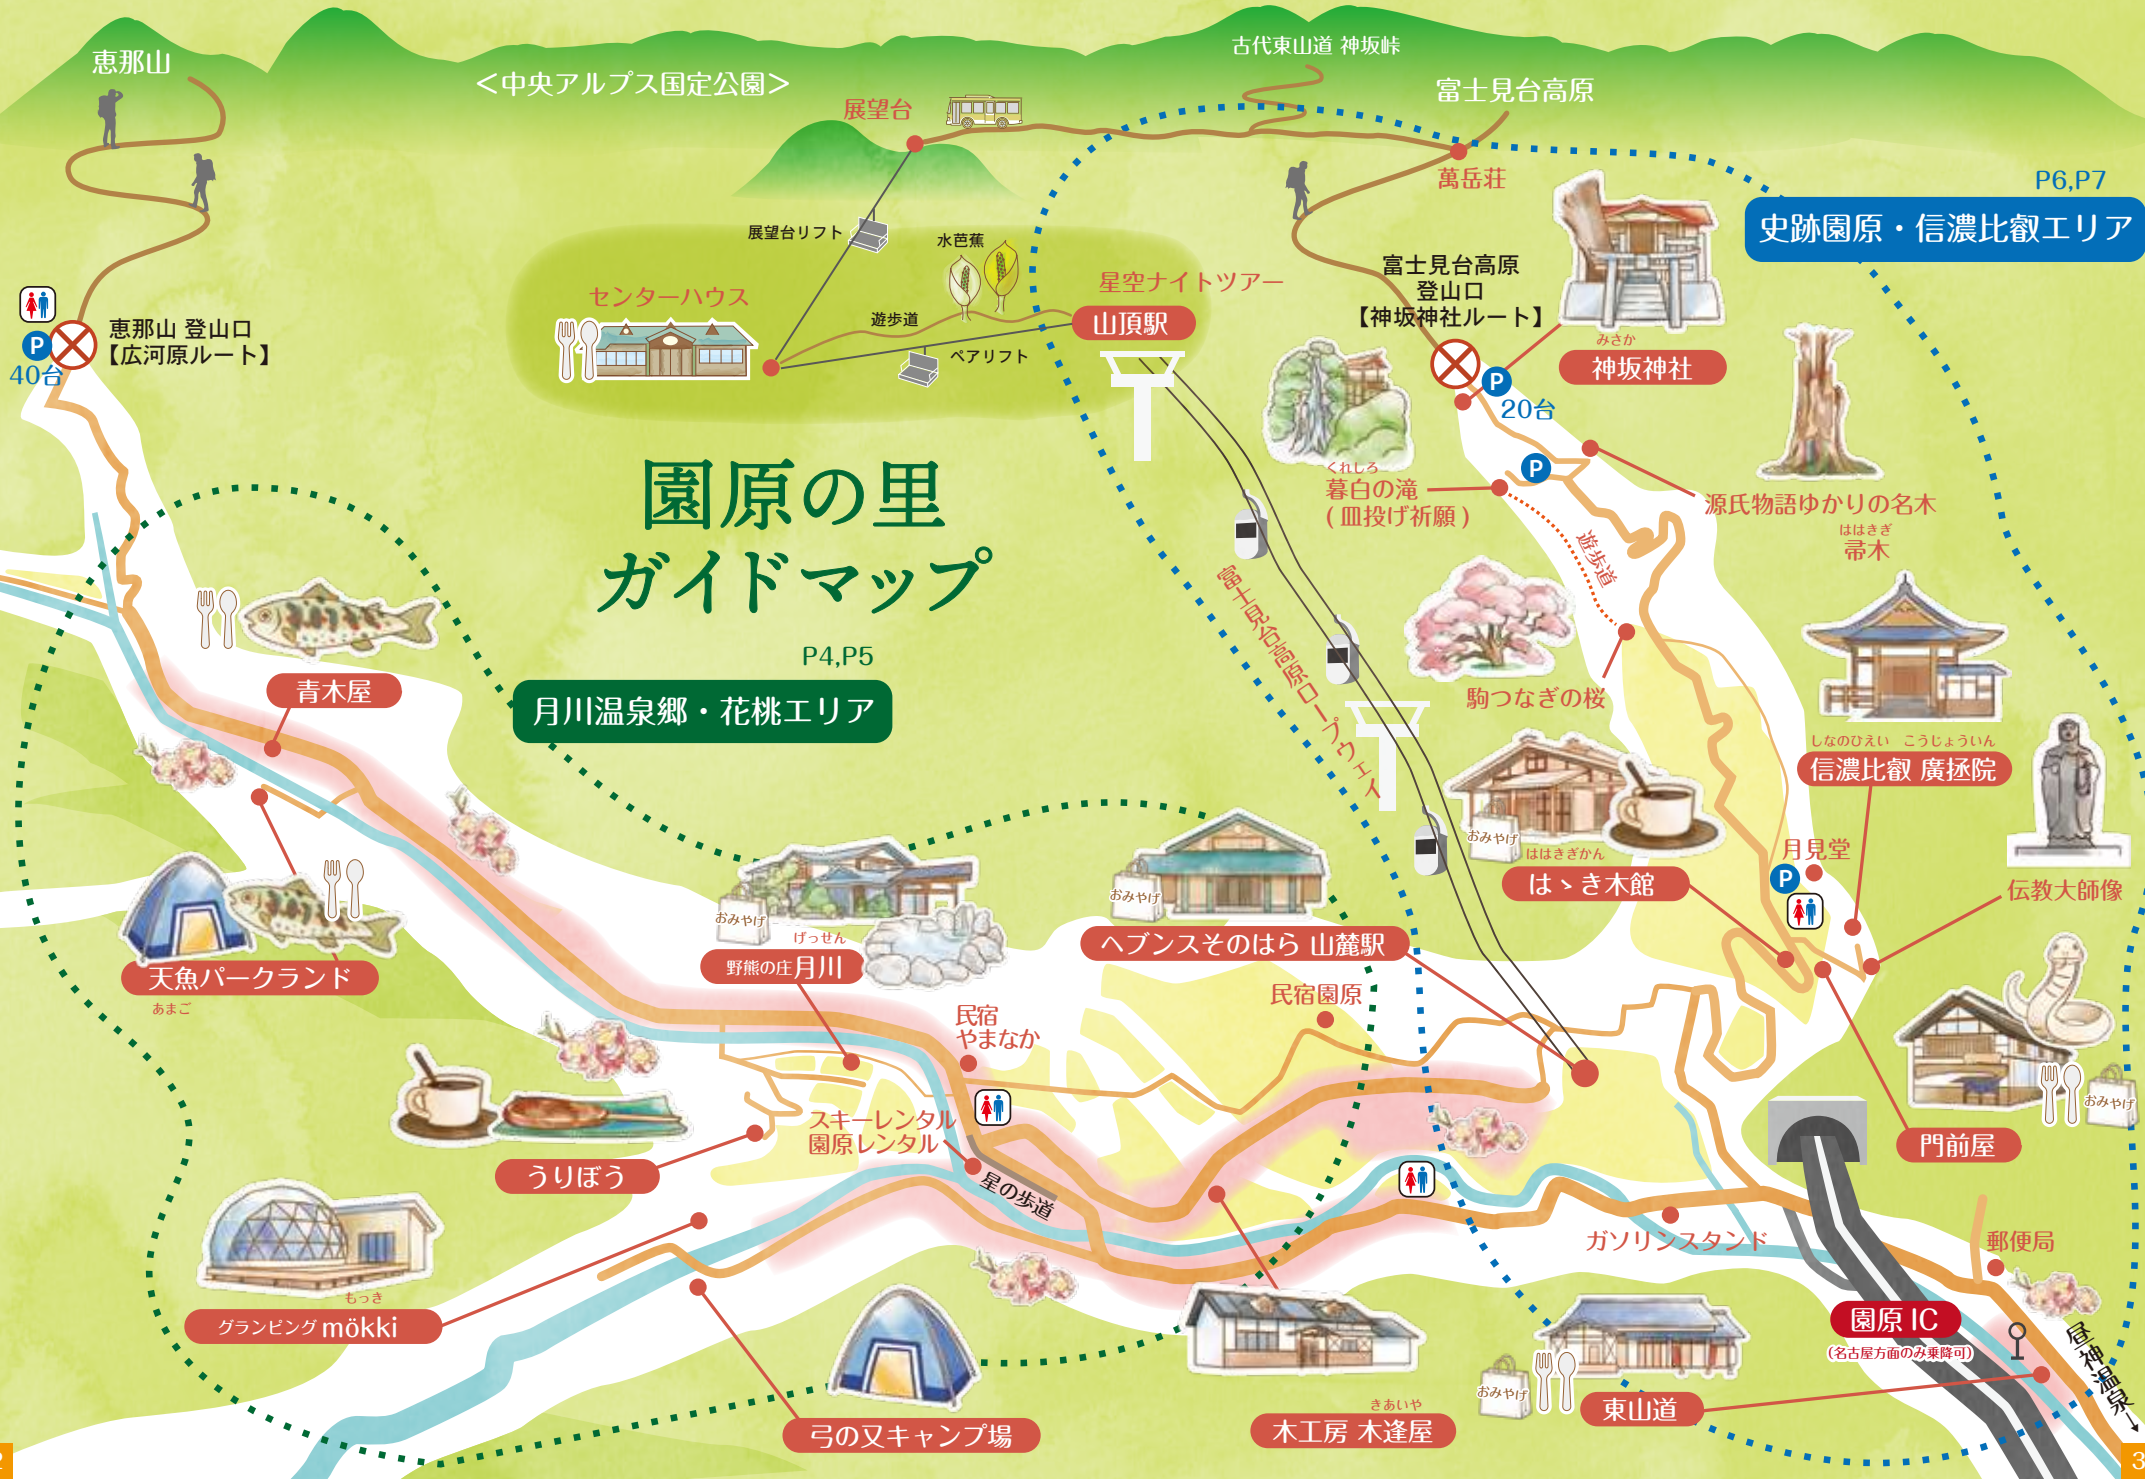 恵那山
<中央アルプス国定公園>
古代東山道 神坂峠
富士見台高原
展望台
萬岳荘
P6,P7
史跡園原・信濃比叡エリア
展望台リフト
水芭蕉
星空ナイトツアー
センターハウス
遊歩道
山頂駅
ペアリフト
富士見台高原
登山口
【神坂神社ルート】
みさか
神坂神社
P
40台
恵那山 登山口
【広河原ルート】
P
20台
P
園原の里
ガイドマップ
くれしろ
暮白の滝
(皿投げ祈願)
源氏物語ゆかりの名木
ははきぎ
帚木
遊歩道
富士見台高原ロープウェイ
駒つなぎの桜
P4,P5
月川温泉郷・花桃エリア
青木屋
しなのひえい こうじょういん
信濃比叡 廣拯院
おみやげ
ははきぎかん
はゝき木館
月見堂
P
伝教大師像
天魚パークランド
あまご
おみやげ
げっせん
野熊の庄月川
おみやげ
ヘブンスそのはら 山麓駅
民宿園原
民宿
やまなか
スキーレンタル
園原レンタル
星の歩道
うりぼう
おみやげ
門前屋
もっき
グランピング mökki
ガソリンスタンド
郵便局
園原 IC
(名古屋方面のみ乗降可)
昼神温泉→
弓の又キャンプ場
きあいや
木工房 木逢屋
おみやげ
東山道
2
3